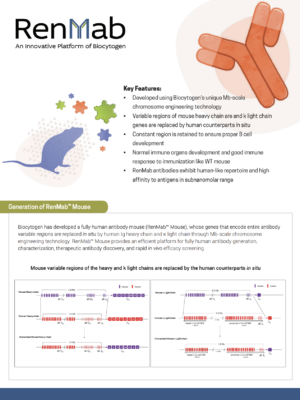 RenMab
An Innovative Platform of Biocytogen
Key Features:
• Developed using Biocytogen's unique Mb-scale
chromosome engineering technology
• Variable regions of mouse heavy chain and k light chain
genes are replaced by human counterparts in situ
• Constant region is retained to ensure proper B cell
development
• Normal immune organs development and good immune
response to immunization like WT mouse
• RenMab antibodies exhibit human-like repertoire and high
affinity to antigens in subnanomolar range
Generation of RenMab™ Mouse
Biocytogen has developed a fully human antibody mouse (RenMab™ Mouse), whose genes that encode entire antibody
variable regions are replaced in situ by human Ig heavy chain and k light chain through Mb-scale chromosome
engineering technology. RenMab™ Mouse provides an efficient platform for fully human antibody generation,
characterization, therapeutic antibody discovery, and rapid in vivo efficacy screening.
Mouse variable regions of the heavy and k light chains are replaced by the human counterparts in situ